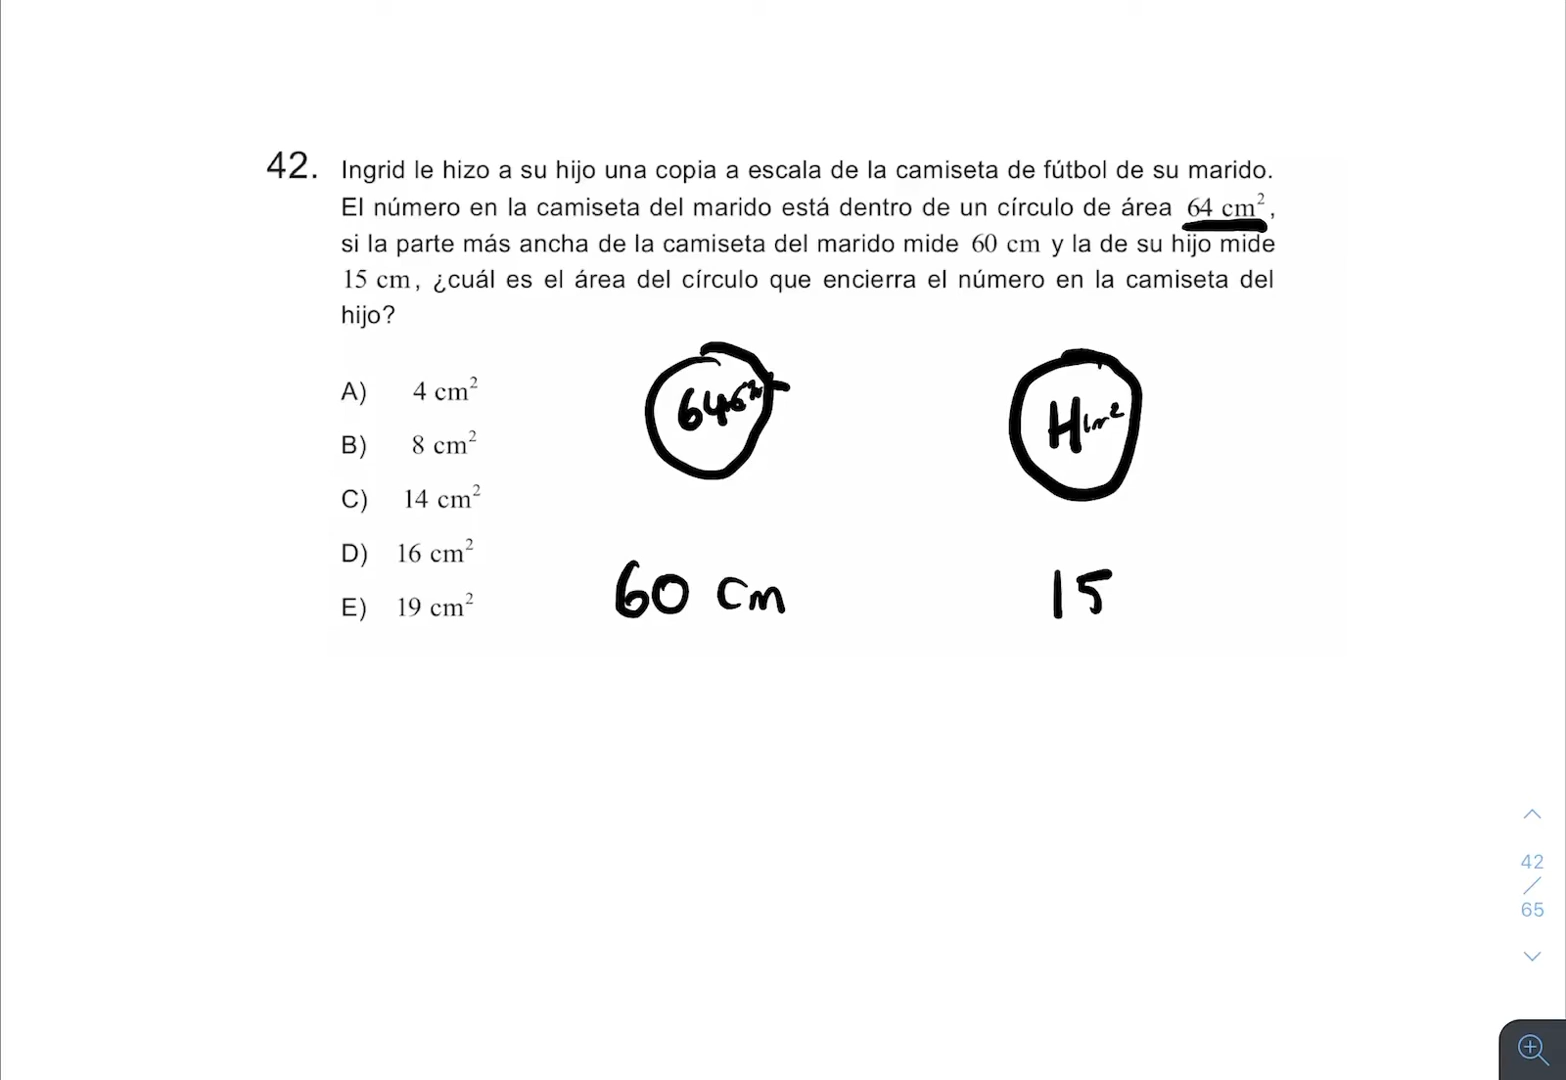 42. Ingrid le hizo a su hijo una copia a escala de la camiseta de fútbol de su marido.
El número en la camiseta del marido está dentro de un círculo de área 64 cm²,
si la parte más ancha de la camiseta del marido mide 60 cm y la de su hijo mide
15 cm, ¿cuál es el área del círculo que encierra el número en la camiseta del
hijo?
A) 4 cm²
B) 8 cm²
C) 14 cm²
D) 16 cm²
E) 19 cm²
64
H cm²
60 cm
15
42
/
65